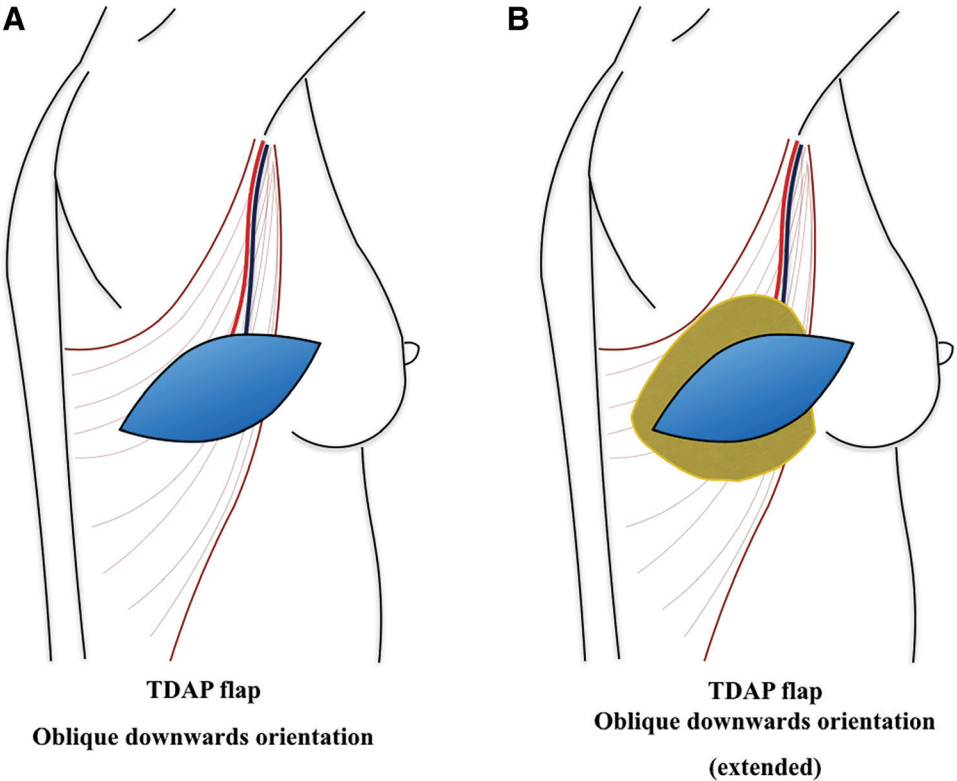 A
B
TDAP flap
Oblique downwards orientation
TDAP flap
Oblique downwards orientation
(extended)